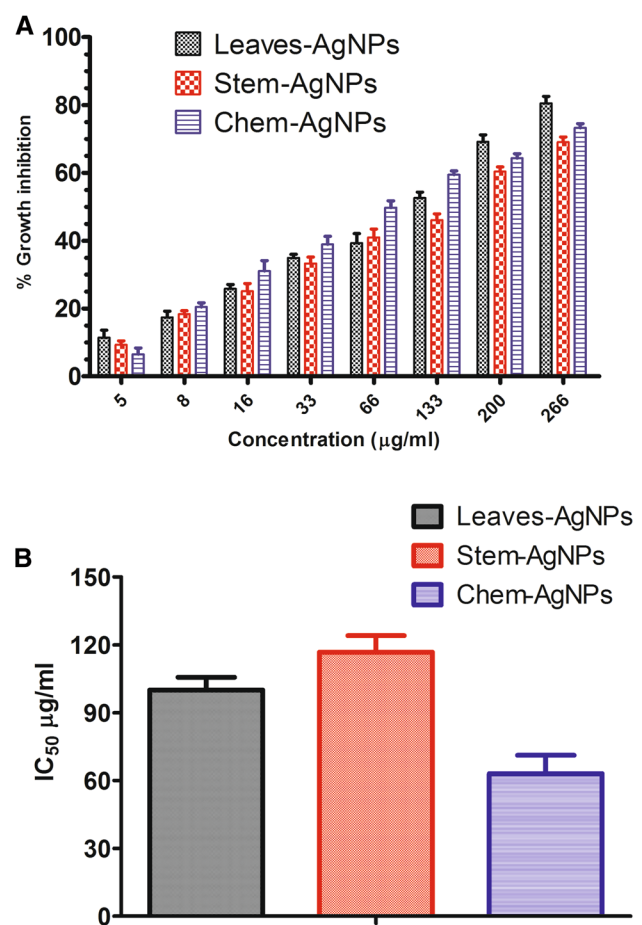 A
100
80
60
40
20
0
% Growth inhibition
Leaves-AgNPs
Stem-AgNPs
Chem-AgNPs
5 8 16 33 66 133 200 266
Concentration (μg/ml)
B
Leaves-AgNPs
Stem-AgNPs
Chem-AgNPs
150
120
90
60
30
0
IC50 μg/ml